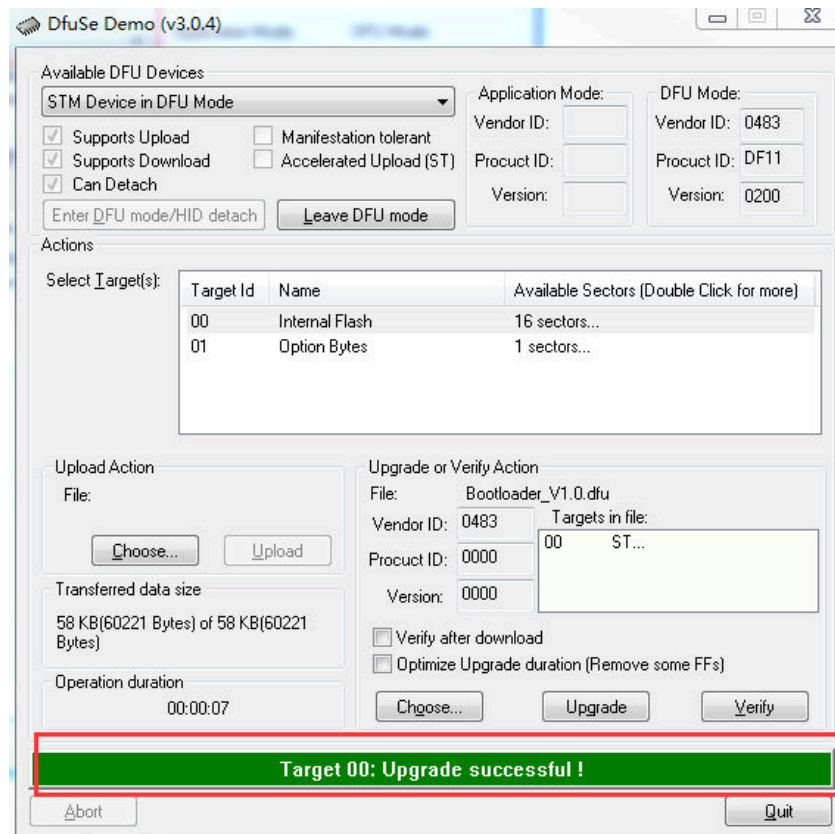 DfuSe Demo (v3.0.4)
Available DFU Devices
STM Device in DFU Mode
Supports Upload
Manifestation tolerant
Supports Download
Accelerated Upload (ST)
Can Detach
Enter DFU mode/HID detach
Leave DFU mode
Application Mode:
Vendor ID:
Procuct ID:
Version:
DFU Mode:
Vendor ID: 0483
Procuct ID: DF11
Version: 0200
Actions
Select Target(s):
Target Id Name Available Sectors (Double Click for more)
00 Internal Flash 16 sectors...
01 Option Bytes 1 sectors...
Upload Action
File:
Choose...
Upload
Transferred data size
58 KB(60221 Bytes) of 58 KB(60221
Bytes)
Operation duration
00:00:07
Upgrade or Verify Action
File: Bootloader_V1.0.dfu
Vendor ID: 0483
Procuct ID: 0000
Version: 0000
Targets in file:
00 ST...
Verify after download
Optimize Upgrade duration (Remove some FFs)
Choose...
Upgrade
Verify
Target 00: Upgrade successful !
Abort
Quit